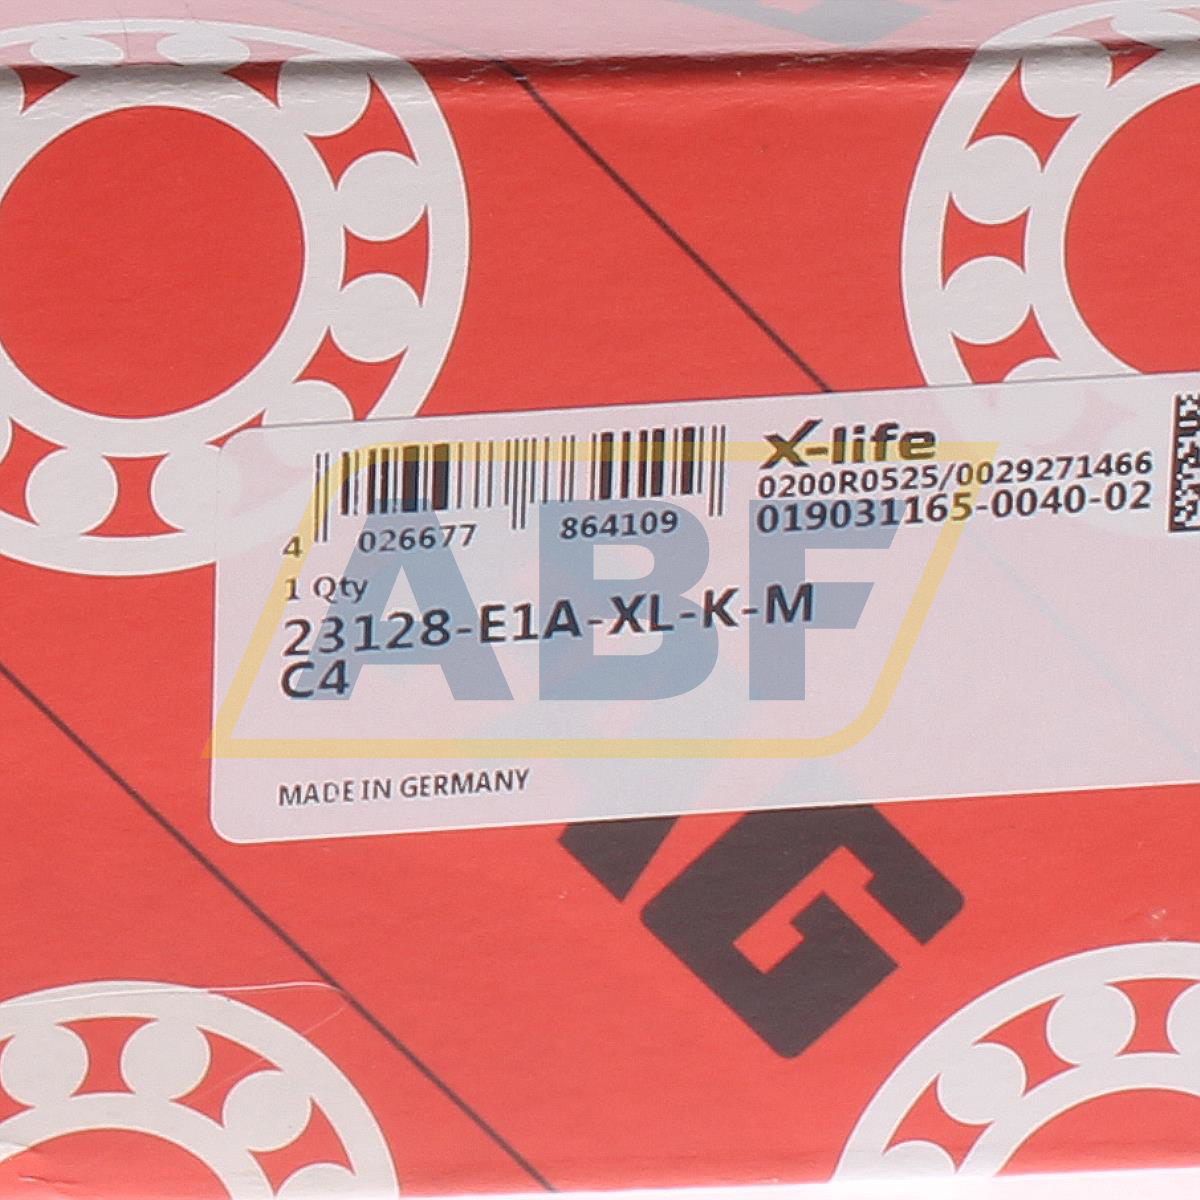 X-life
0200R0525/0029271466
019031165-0040-02
4 026677 864109
1 Qty
23128-E1A-XL-K-M
C4
ABF
MADE IN GERMANY
G